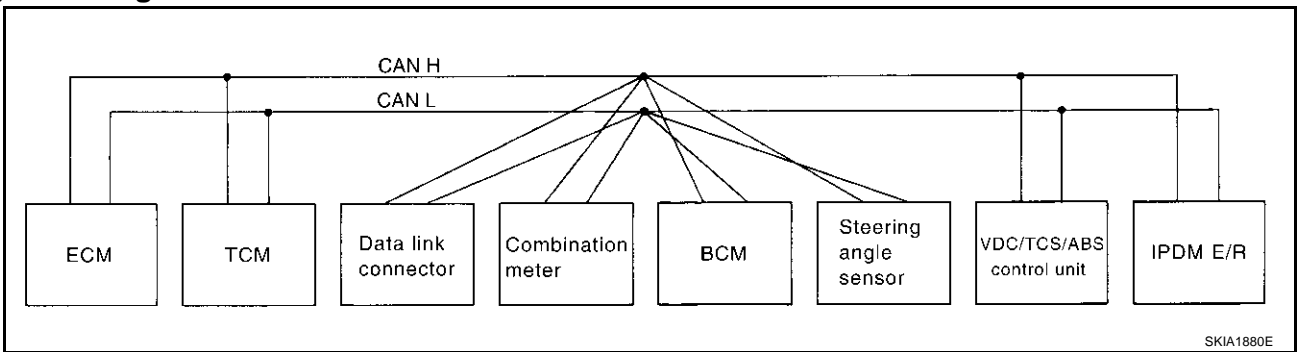 CAN H
CAN L
ECM
TCM
Data link
connector
Combination
meter
BCM
Steering
angle
sensor
VDC/TCS/ABS
control unit
IPDM E/R
SKIA1880E